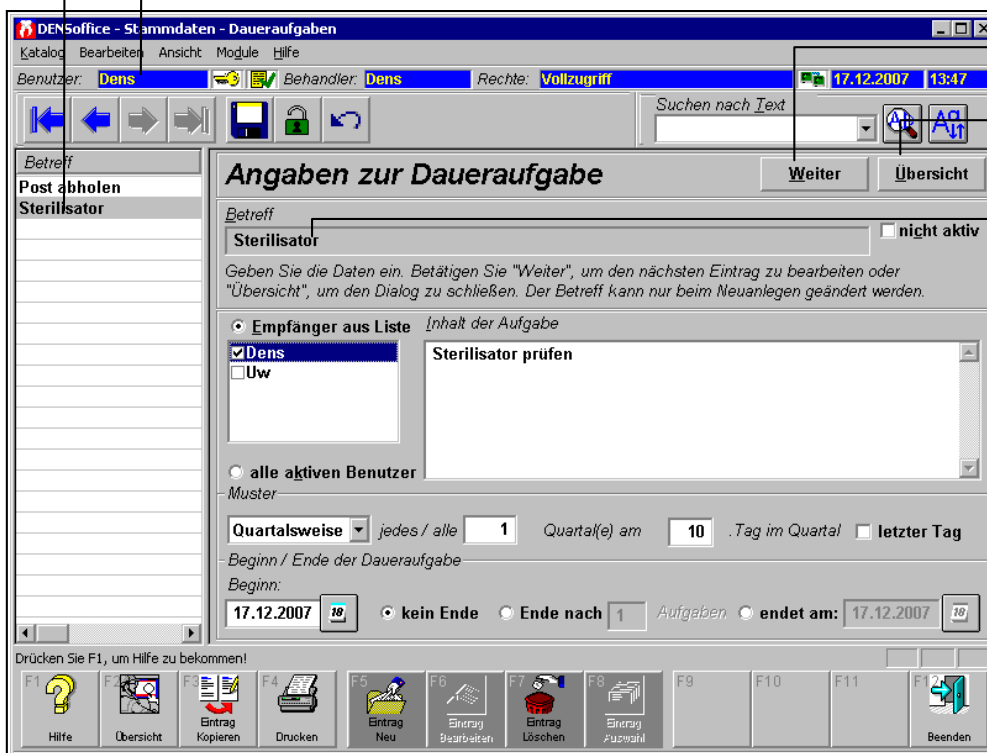 DENSoffice - Stammdaten - Daueraufgaben
Katalog Bearbeiten Ansicht Module Hilfe
Benutzer: Dens Behandler: Dens Rechte: Vollzugriff 17.12.2007 13:47
Suchen nach Text
Betreff
Post abholen
Sterilisator
Angaben zur Daueraufgabe
Weiter Übersicht
Betreff
Sterilisator
nicht aktiv
Geben Sie die Daten ein. Betätigen Sie "Weiter", um den nächsten Eintrag zu bearbeiten oder
"Übersicht", um den Dialog zu schließen. Der Betreff kann nur beim Neuanlegen geändert werden.
Empfänger aus Liste Inhalt der Aufgabe
Dens
Uw
Sterilisator prüfen
alle aktiven Benutzer
Muster
Quartalsweise jedes / alle 1 Quartal(e) am 10 .Tag im Quartal letzter Tag
Beginn / Ende der Daueraufgabe
Beginn:
17.12.2007 18 kein Ende Ende nach 1 Aufgaben endet am: 17.12.2007 18
Drücken Sie F1, um Hilfe zu bekommen!
F1 Hilfe
F2 Übersicht
F3 Eintrag Kopieren
F4 Drucken
F5 Eintrag Neu
F6 Eintrag Bearbeiten
F7 Eintrag Löschen
F8 Eintrag Auswahl
F9
F10
F11
F12 Beenden